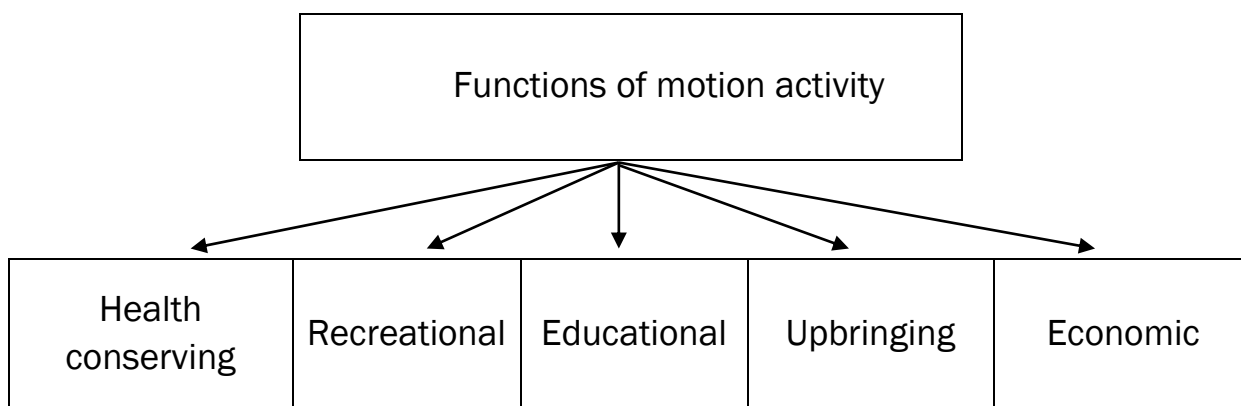 Functions of motion activity
Health
conserving
Recreational
Educational
Upbringing
Economic